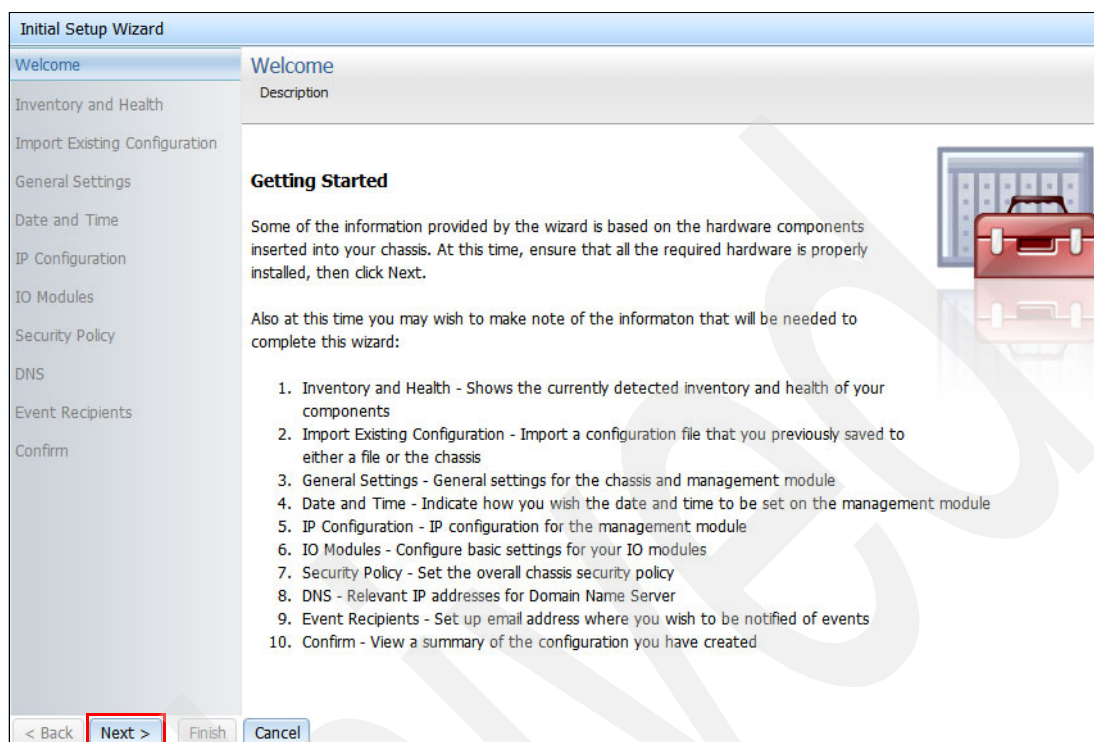 Initial Setup Wizard
Welcome
Inventory and Health
Import Existing Configuration
General Settings
Date and Time
IP Configuration
IO Modules
Security Policy
DNS
Event Recipients
Confirm
Welcome
Description
Getting Started
Some of the information provided by the wizard is based on the hardware components
inserted into your chassis. At this time, ensure that all the required hardware is properly
installed, then click Next.
Also at this time you may wish to make note of the informaton that will be needed to
complete this wizard:
1. Inventory and Health - Shows the currently detected inventory and health of your
components
2. Import Existing Configuration - Import a configuration file that you previously saved to
either a file or the chassis
3. General Settings - General settings for the chassis and management module
4. Date and Time - Indicate how you wish the date and time to be set on the management module
5. IP Configuration - IP configuration for the management module
6. IO Modules - Configure basic settings for your IO modules
7. Security Policy - Set the overall chassis security policy
8. DNS - Relevant IP addresses for Domain Name Server
9. Event Recipients - Set up email address where you wish to be notified of events
10. Confirm - View a summary of the configuration you have created
< Back Next > Finish Cancel